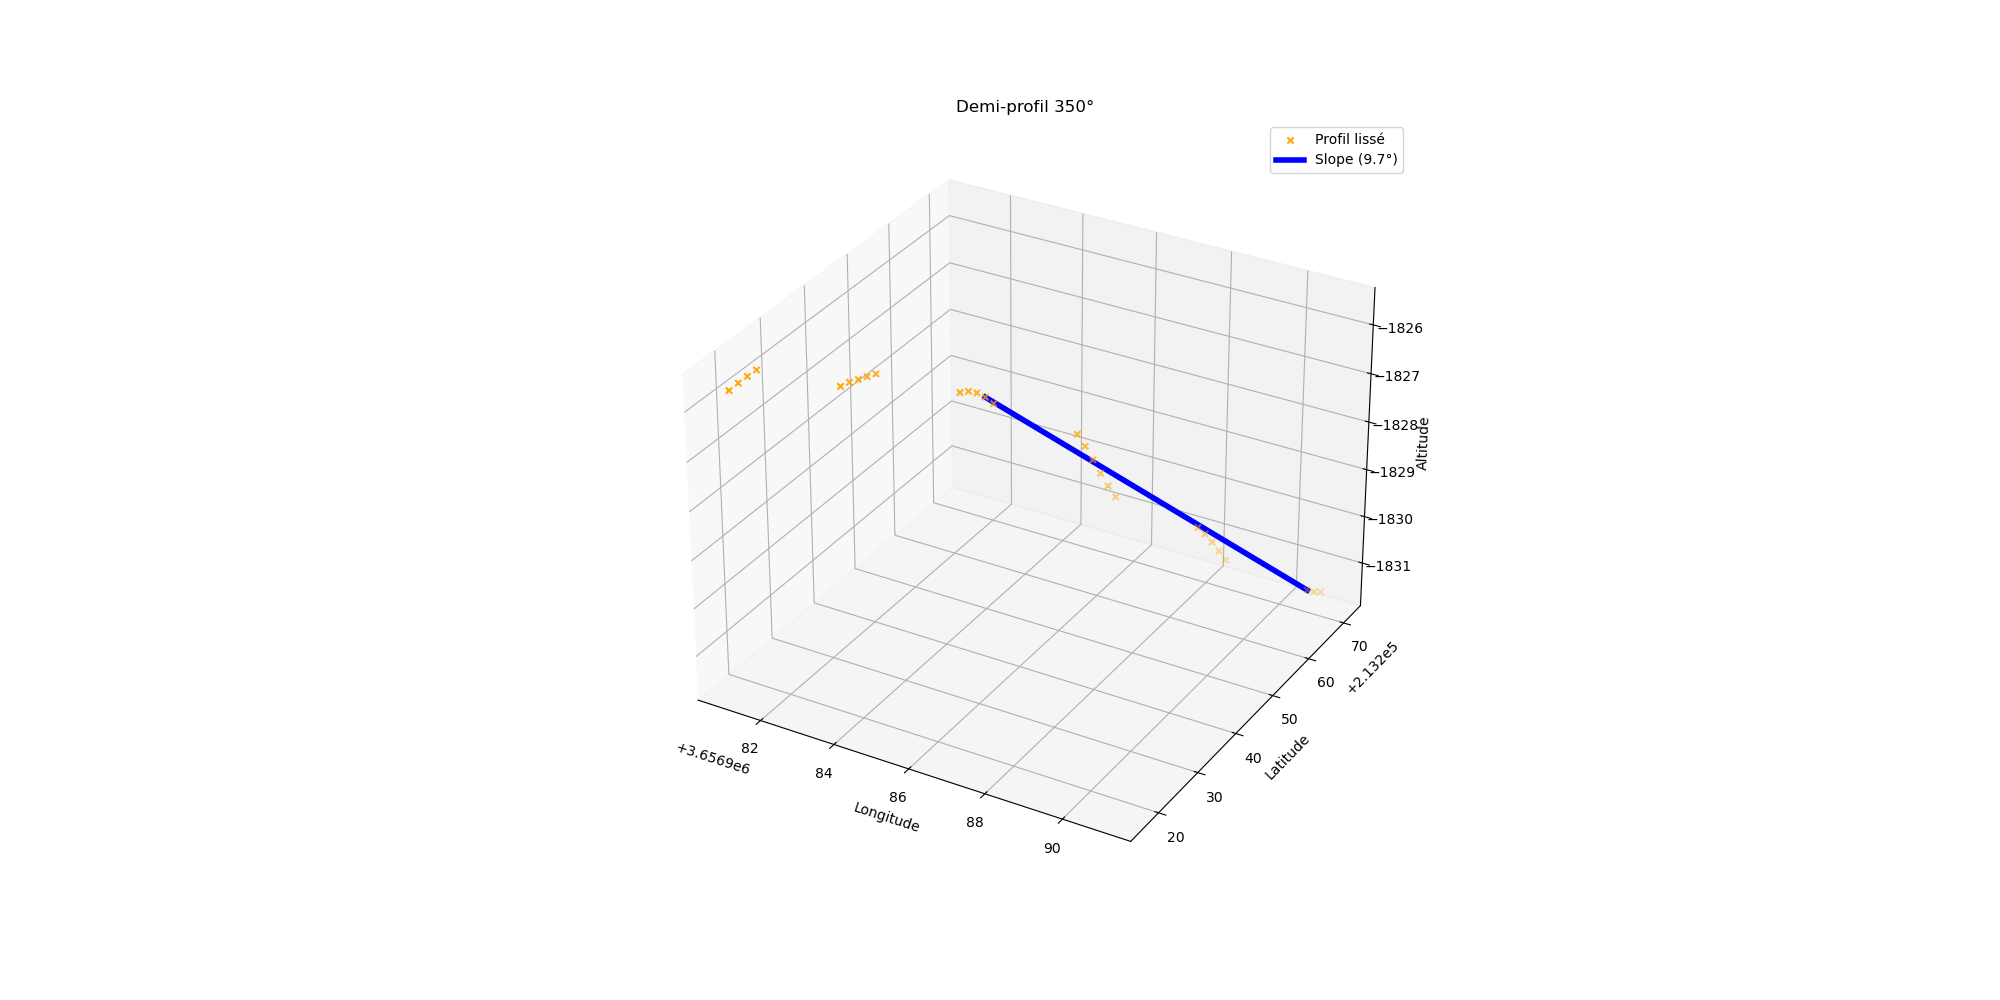 Demi-profil 350°
Profil lissé
Slope (9.7°)
−1826
−1827
−1828
−1829
−1830
−1831
Altitude
70
60
50
40
30
20
+2.132e5
Latitude
82
84
86
88
90
+3.6569e6
Longitude